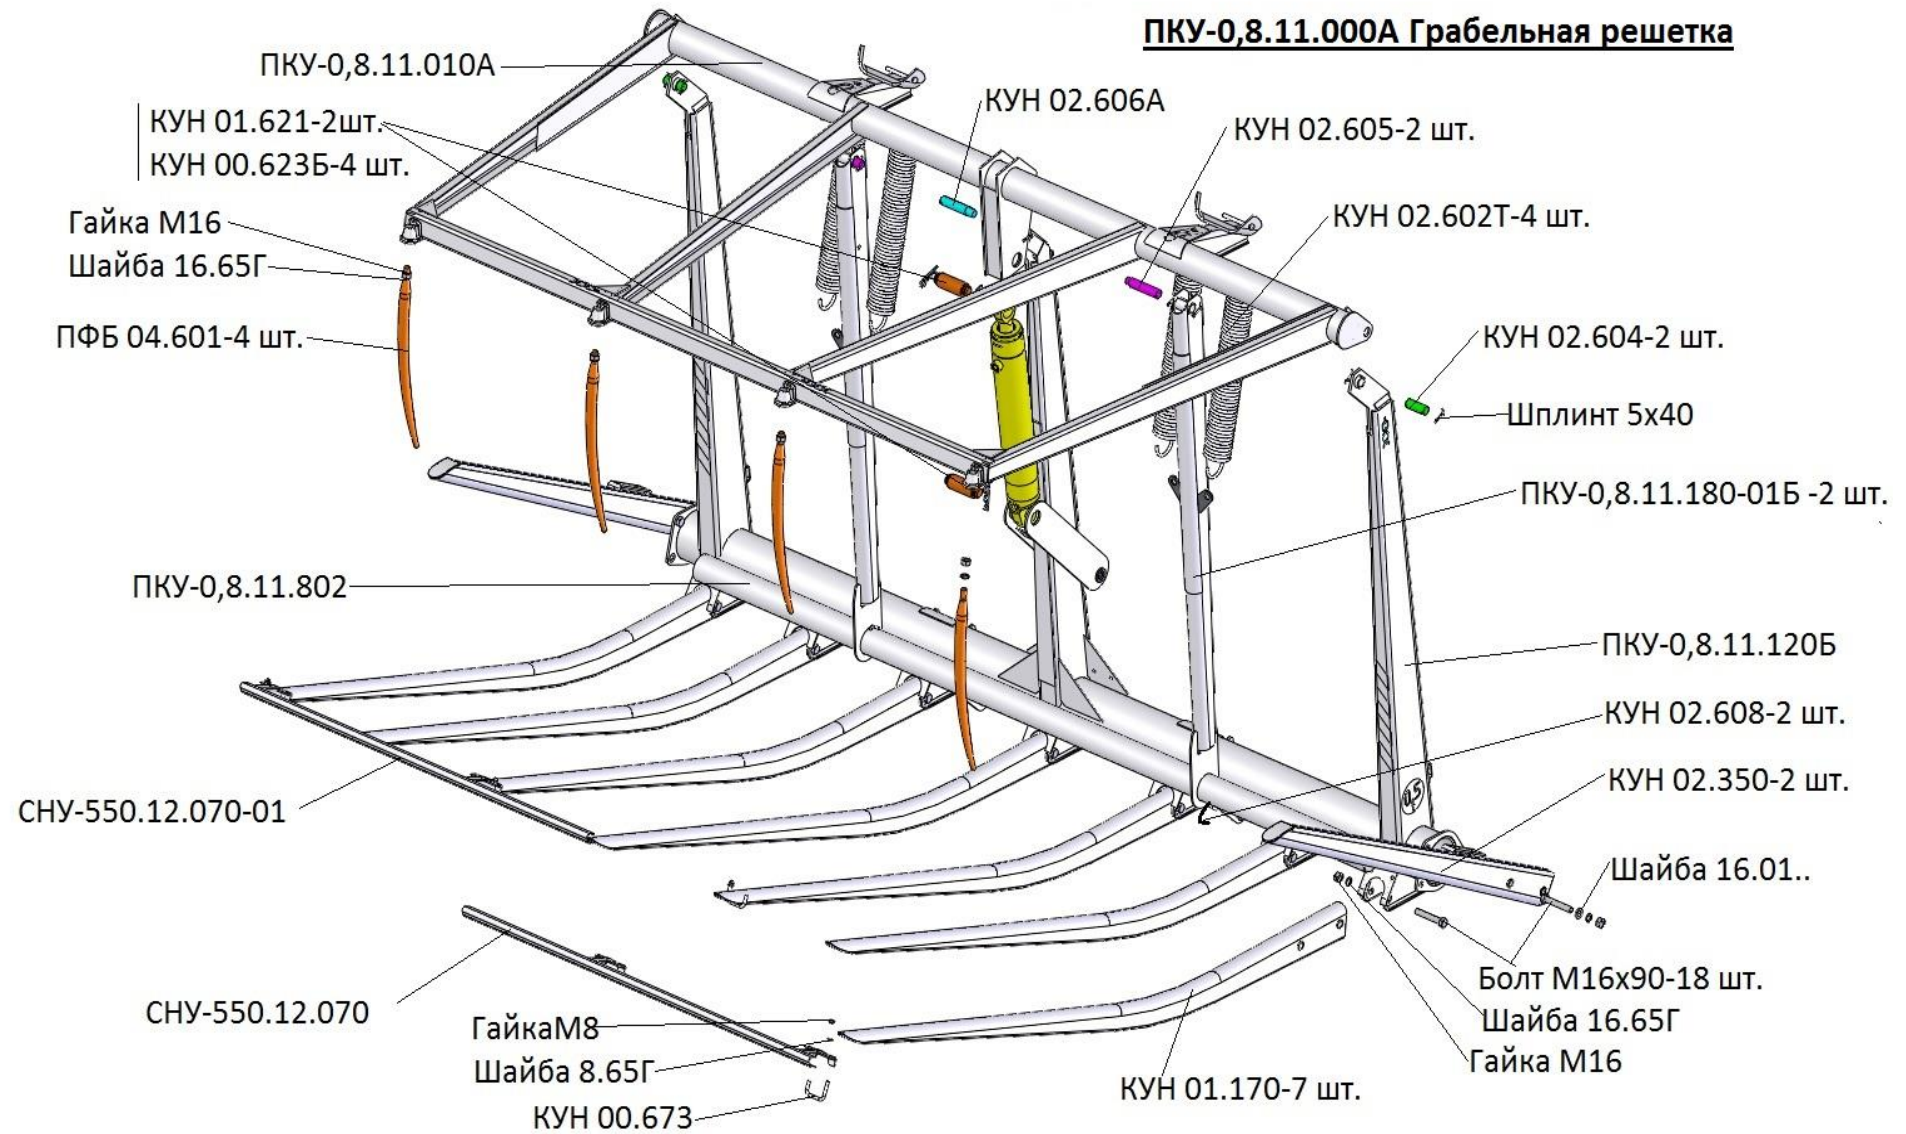 ПКУ-0,8.11.000А Грабельная решетка
ПКУ-0,8.11.010А
КУН 01.621-2шт.
КУН 00.623Б-4 шт.
Гайка М16
Шайба 16.65Г
ПФБ 04.601-4 шт.
ПКУ-0,8.11.802
СНУ-550.12.070-01
СНУ-550.12.070
ГайкаМ8
Шайба 8.65Г
КУН 00.673
КУН 02.606А
КУН 02.605-2 шт.
КУН 02.602Т-4 шт.
КУН 02.604-2 шт.
Шплинт 5х40
ПКУ-0,8.11.180-01Б -2 шт.
ПКУ-0,8.11.120Б
КУН 02.608-2 шт.
КУН 02.350-2 шт.
0,5
Шайба 16.01..
Болт М16х90-18 шт.
Шайба 16.65Г
Гайка М16
КУН 01.170-7 шт.